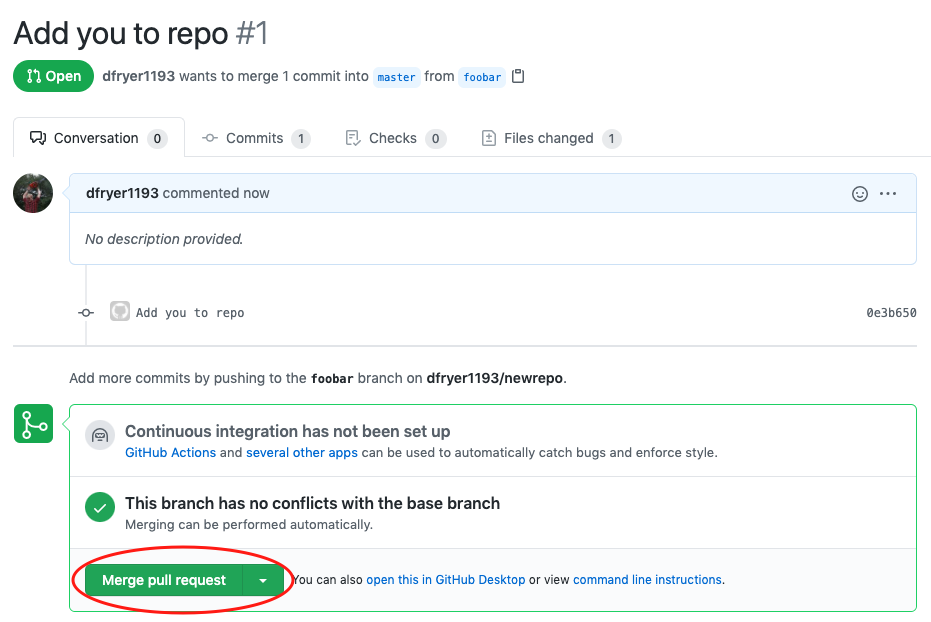 Add you to repo #1
Open dfryer1193 wants to merge 1 commit into master from foobar
Conversation 0 Commits 1 Checks 0 Files changed 1
dfryer1193 commented now
No description provided.
Add you to repo 0e3b650
Add more commits by pushing to the foobar branch on dfryer1193/newrepo.
Continuous integration has not been set up
GitHub Actions and several other apps can be used to automatically catch bugs and enforce style.
This branch has no conflicts with the base branch
Merging can be performed automatically.
Merge pull request You can also open this in GitHub Desktop or view command line instructions.